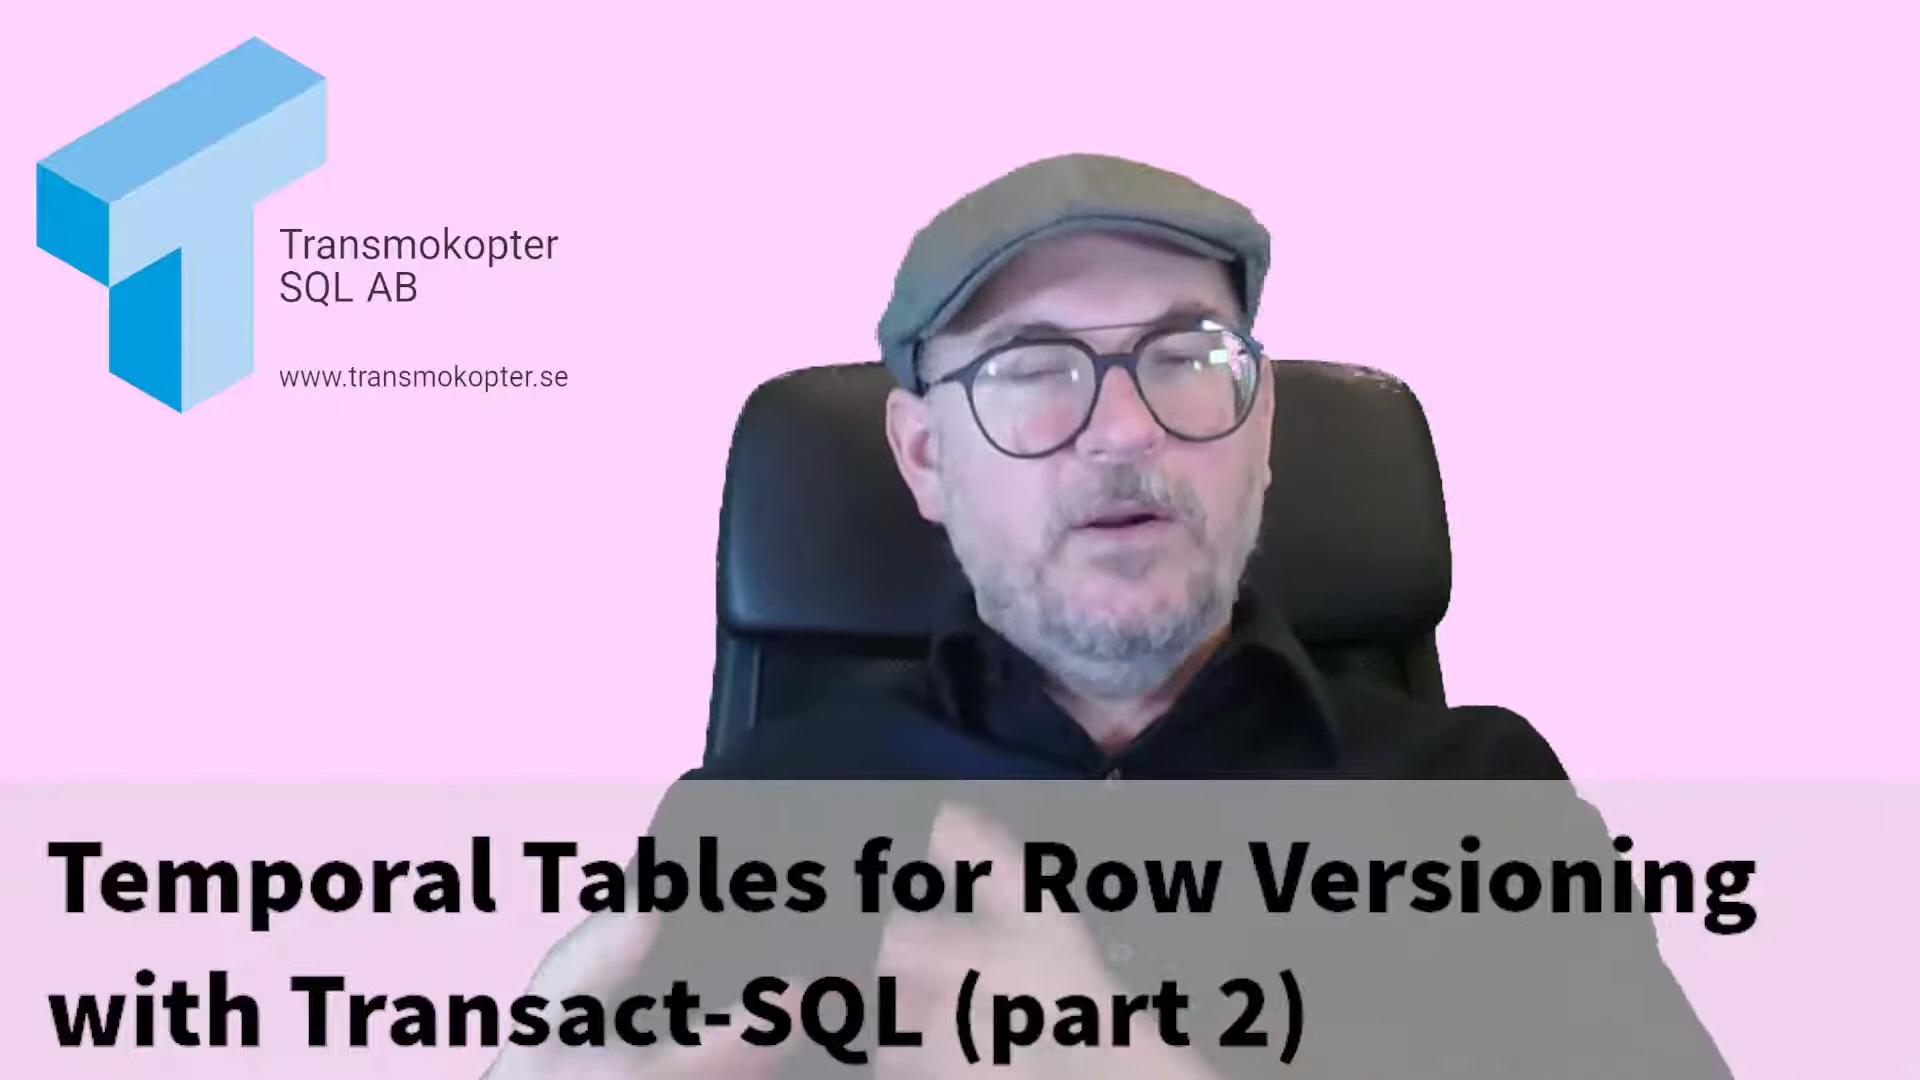 Transmokopter
SQL AB
www.transmokopter.se
Temporal Tables for Row Versioning
with Transact-SQL (part 2)